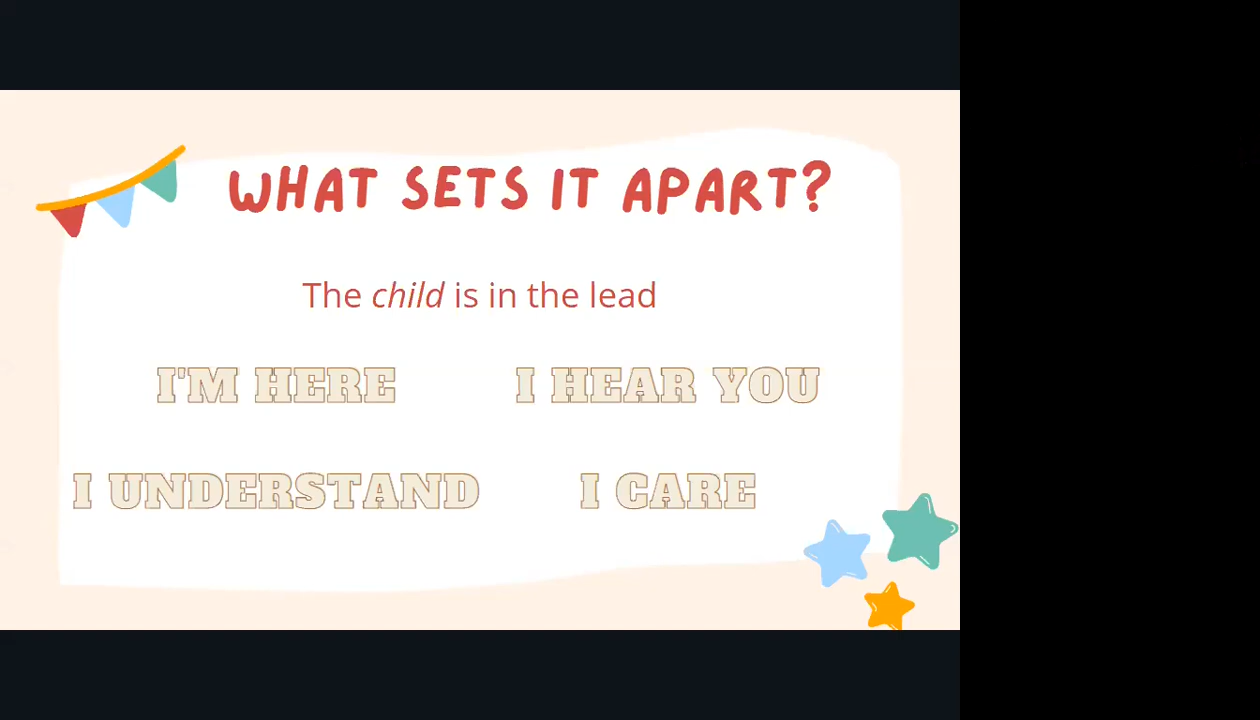 WHAT SETS IT APART?
The child is in the lead
I'M HERE
I HEAR YOU
I UNDERSTAND
I CARE